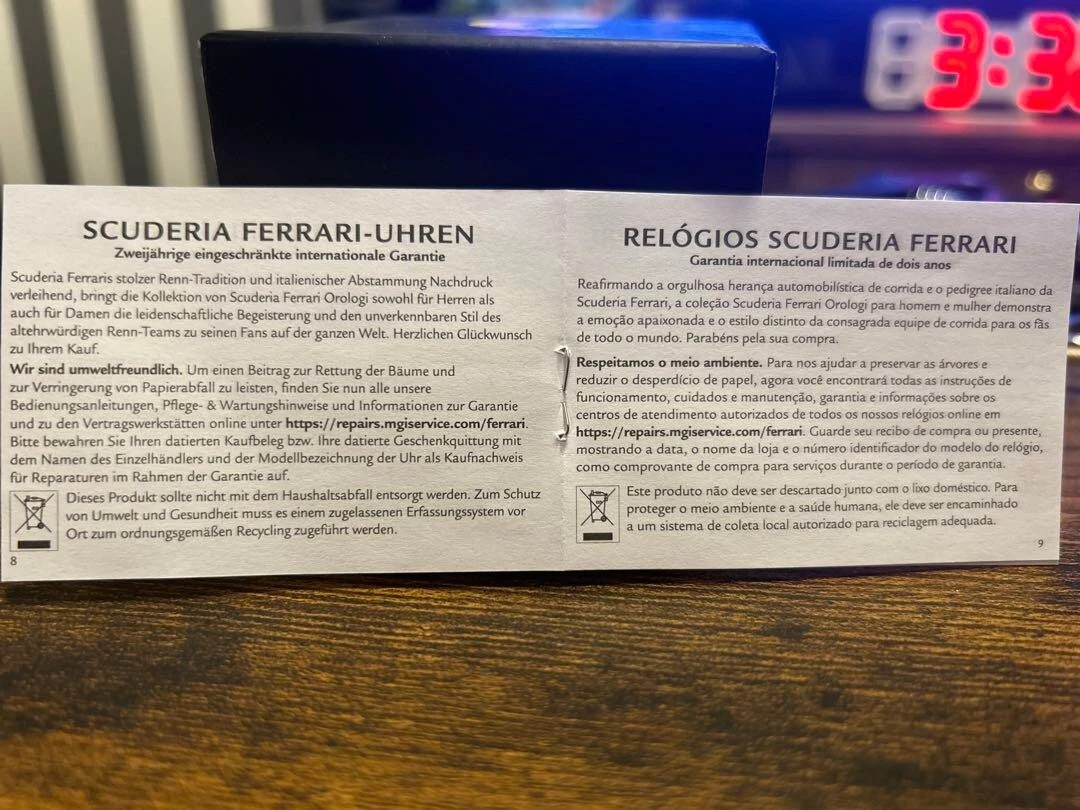 SCUDERIA FERRARI-UHREN
Zweijährige eingeschränkte internationale Garantie
Scuderia Ferraris stolzer Renn-Tradition und italienischer Abstammung Nachdruck
verleihend, bringt die Kollektion von Scuderia Ferrari Orologi sowohl für Herren als
auch für Damen die leidenschaftliche Begeisterung und den unverkennbaren Stil des
altehrwürdigen Renn-Teams zu seinen Fans auf der ganzen Welt. Herzlichen Glückwunsch
zu Ihrem Kauf.
Wir sind umweltfreundlich. Um einen Beitrag zur Rettung der Bäume und
zur Verringerung von Papierabfall zu leisten, finden Sie nun alle unsere
Bedienungsanleitungen, Pflege- & Wartungshinweise und Informationen zur Garantie
und zu den Vertragswerkstätten online unter https://repairs.mgiservice.com/ferrari.
Bitte bewahren Sie Ihren datierten Kaufbeleg bzw. Ihre datierte Geschenkquittung mit
dem Namen des Einzelhändlers und der Modellbezeichnung der Uhr als Kaufnachweis
für Reparaturen im Rahmen der Garantie auf.
Dieses Produkt sollte nicht mit dem Haushaltsabfall entsorgt werden. Zum Schutz
von Umwelt und Gesundheit muss es einem zugelassenen Erfassungssystem vor
Ort zum ordnungsgemäßen Recycling zugeführt werden.
8
RELÓGIOS SCUDERIA FERRARI
Garantia internacional limitada de dois anos
Reafirmando a orgulhosa herança automobilística de corrida e o pedigree italiano da
Scuderia Ferrari, a coleção Scuderia Ferrari Orologi para homem e mulher demonstra
a emoção apaixonada e o estilo distinto da consagrada equipe de corrida para os fãs
de todo o mundo. Parabéns pela sua compra.
Respeitamos o meio ambiente. Para nos ajudar a preservar as árvores e
reduzir o desperdício de papel, agora você encontrará todas as instruções de
funcionamento, cuidados e manutenção, garantia e informações sobre os
centros de atendimento autorizados de todos os nossos relógios online em
https://repairs.mgiservice.com/ferrari. Guarde seu recibo de compra ou presente,
mostrando a data, o nome da loja e o número identificador do modelo do relógio,
como comprovante de compra para serviços durante o período de garantia.
Este produto não deve ser descartado junto com o lixo doméstico. Para
proteger o meio ambiente e a saúde humana, ele deve ser encaminhado
a um sistema de coleta local autorizado para reciclagem adequada.
9